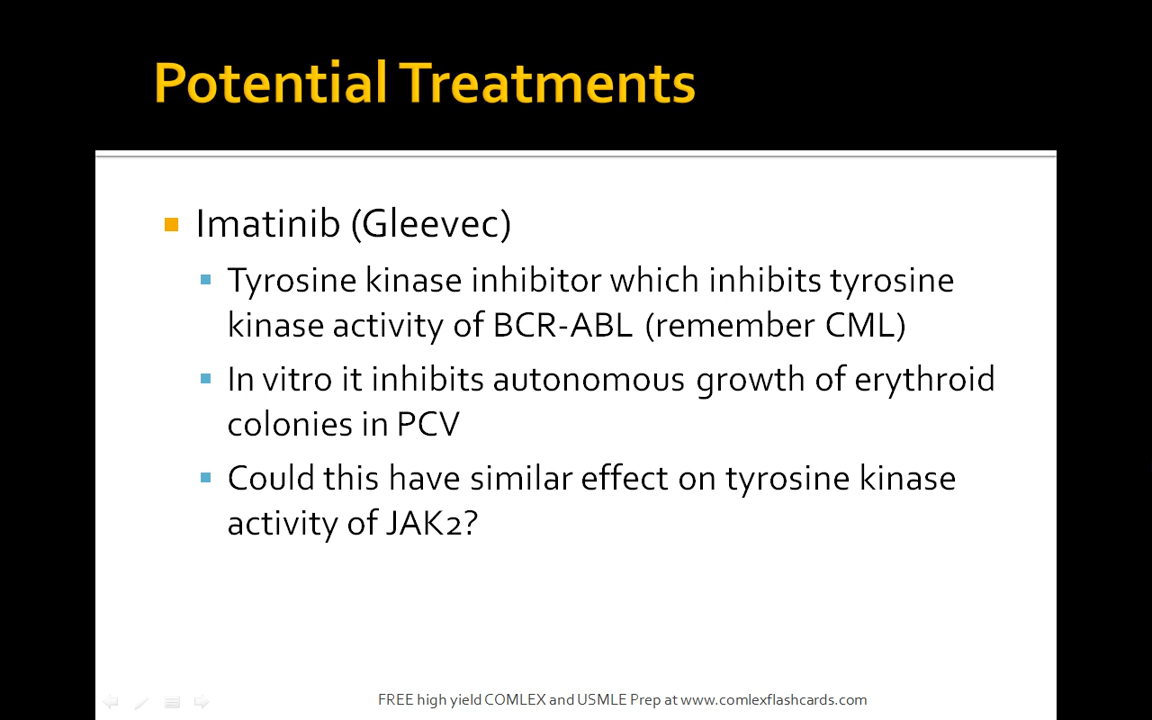 Potential Treatments
Imatinib (Gleevec)
Tyrosine kinase inhibitor which inhibits tyrosine
kinase activity of BCR-ABL (remember CML)
In vitro it inhibits autonomous growth of erythroid
colonies in PCV
Could this have similar effect on tyrosine kinase
activity of JAK2?
FREE high yield COMLEX and USMLE Prep at www.comlexflashcards.com